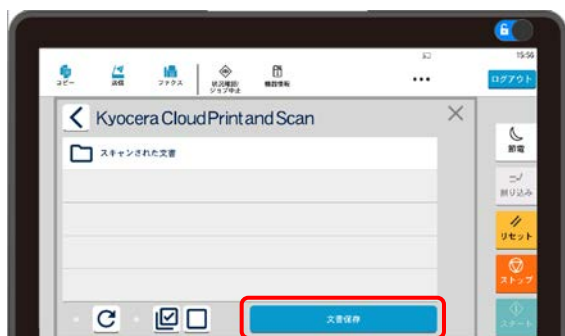 15:56
コピー 送信 ファクス 状況確認/ジョブ中止 機器情報 ••• ログアウト
Kyocera Cloud Print and Scan
スキャンされた文書
節電
割り込み
リセット
ストップ
文書保存
スタート